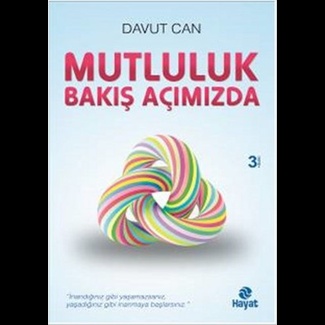 DAVUT CAN
MUTLULUK
BAKIŞ AÇIMIZDA
3
"İnandığınız gibi yaşamazsanız,
yaşadığınız gibi inanmaya başlarsınız."
Hayat